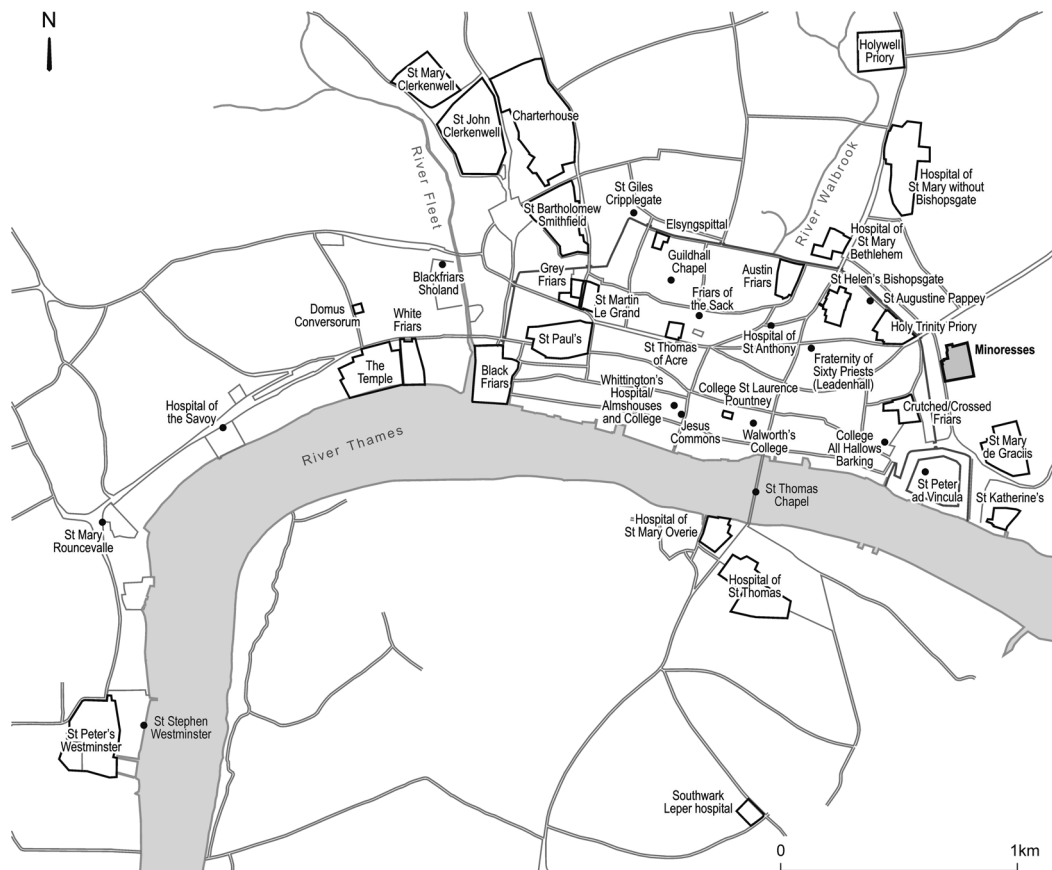 N
Holywell
Priory
St Mary
Clerkenwell
St John
Clerkenwell
Charterhouse
River Fleet
River Walbrook
Hospital of
St Mary without
Bishopsgate
St Giles
Cripplegate
St Bartholomew
Smithfield
Elsyngspittal
Hospital of
St Mary
Bethlehem
Guildhall
Chapel
Austin
Friars
St Helen's Bishopsgate
Blackfriars
Sholand
Grey
Friars
Friars of
the Sack
St Augustine Pappey
St Martin
Le Grand
Domus
Conversorum
White
Friars
Holy Trinity Priory
St Paul's
St Thomas
of Acre
Hospital of
St Anthony
Minoresses
The
Temple
Black
Friars
Fraternity of
Sixty Priests
(Leadenhall)
Whittington's
Hospital
Almshouses
and College
College St Laurence
Pountney
Hospital of
the Savoy
Crutched/Crossed
Friars
Jesus
Commons
Walworth's
College
College
All Hallows
Barking
St Mary
de Graciis
River Thames
St Peter
ad Vincula
St Katherine's
St Thomas
Chapel
St Mary
Rouncevalle
Hospital of
St Mary Overie
Hospital of
St Thomas
St Peter's
Westminster
St Stephen
Westminster
Southwark
Leper hospital
0
1km